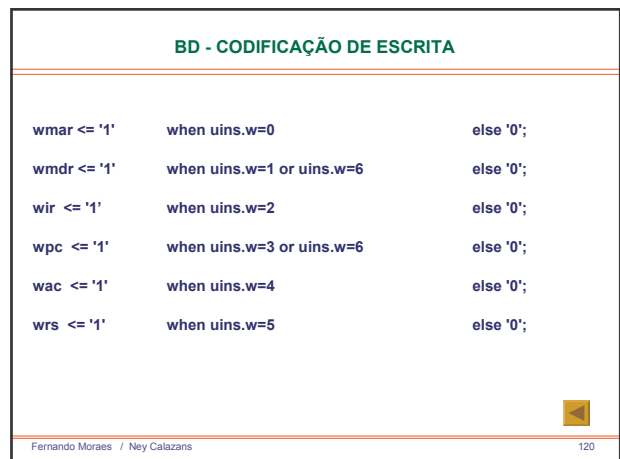 BD - CODIFICAÇÃO DE ESCRITA
wmar <= '1' when uins.w=0 else '0';
wmdr <= '1' when uins.w=1 or uins.w=6 else '0';
wir <= '1’ when uins.w=2 else '0';
wpc <= '1' when uins.w=3 or uins.w=6 else '0';
wac <= '1' when uins.w=4 else '0';
wrs <= '1' when uins.w=5 else '0';
Fernando Moraes / Ney Calazans 120